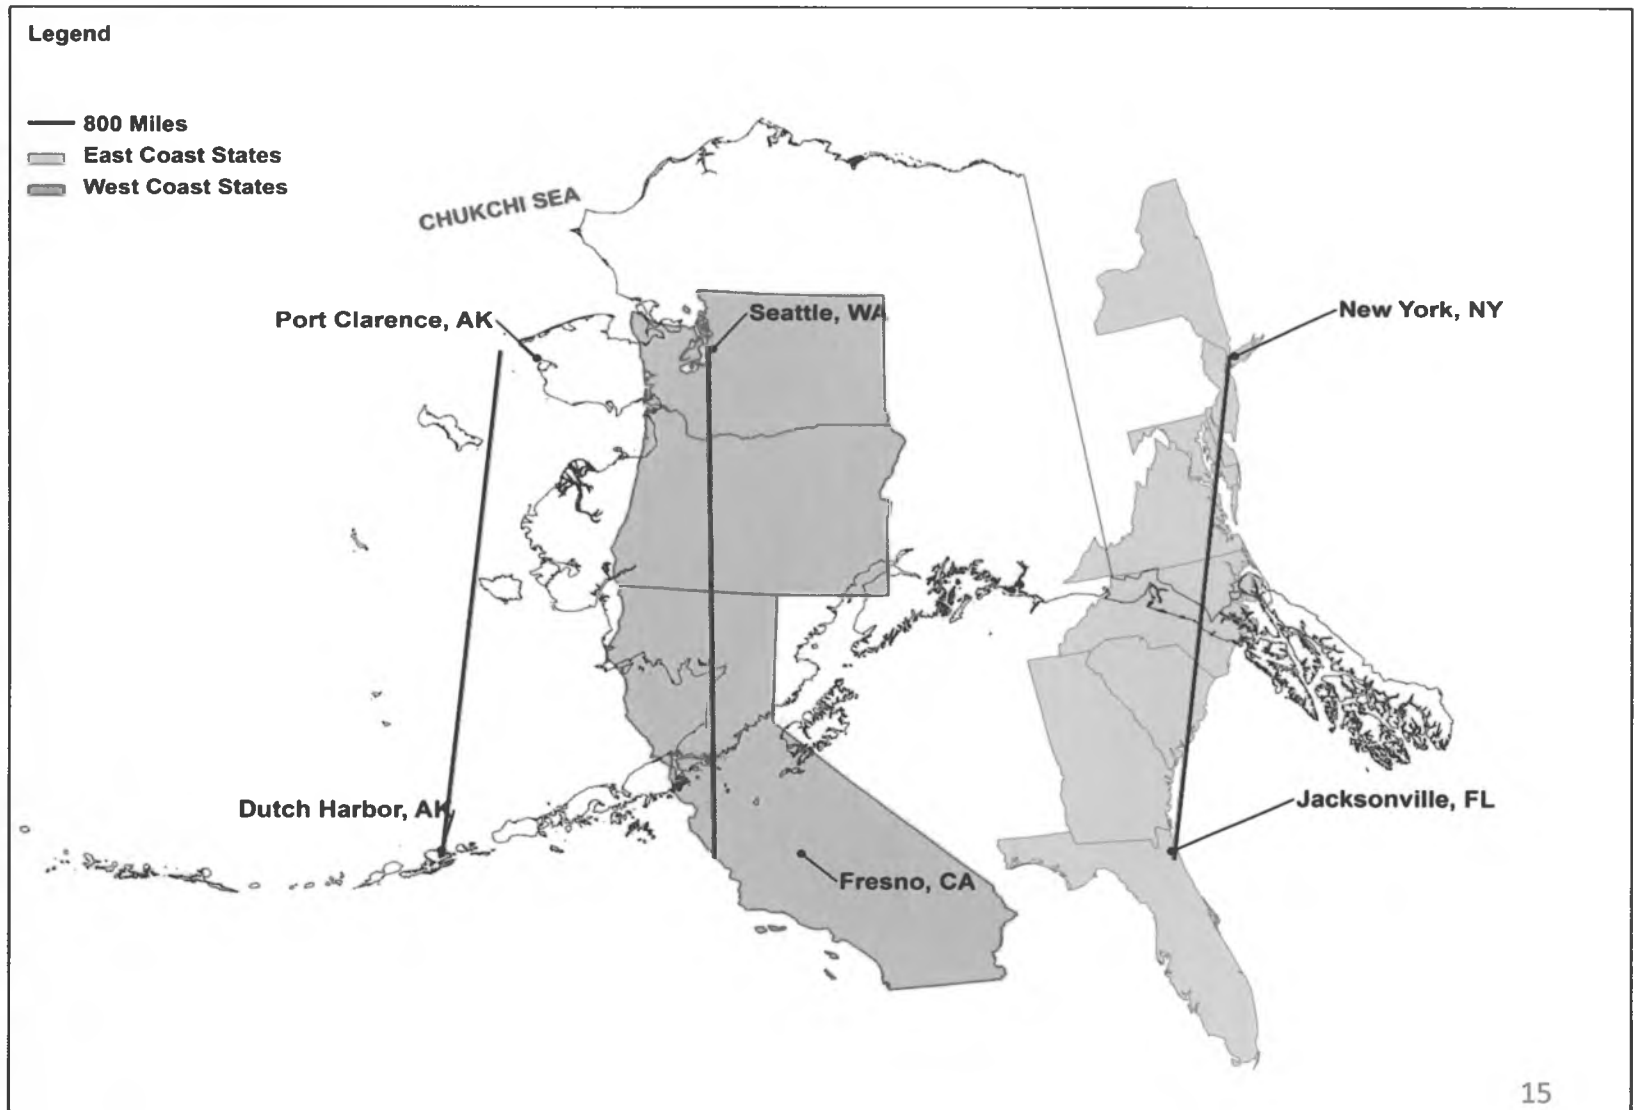 Legend
800 Miles
East Coast States
West Coast States
CHUKCHI SEA
Port Clarence, AK
Seattle, WA
New York, NY
Dutch Harbor, AK
Jacksonville, FL
Fresno, CA
15